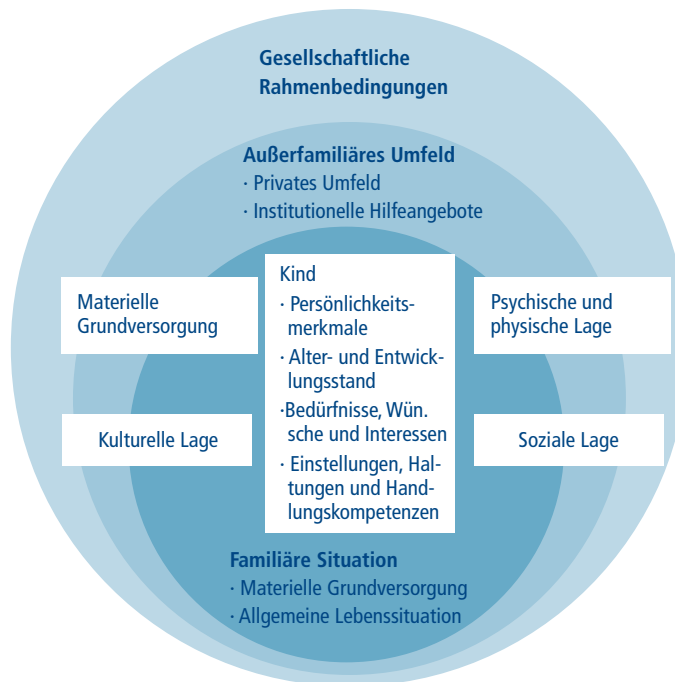 Gesellschaftliche
Rahmenbedingungen
Außerfamiliäres Umfeld
· Privates Umfeld
· Institutionelle Hilfeangebote
Materielle
Grundversorgung
Kulturelle Lage
Kind
· Persönlichkeits-
merkmale
· Alter- und Entwick-
lungsstand
·Bedürfnisse, Wün.
sche und Interessen
· Einstellungen, Hal-
tungen und Hand-
lungskompetenzen
Psychische und
physische Lage
Soziale Lage
Familiäre Situation
· Materielle Grundversorgung
· Allgemeine Lebenssituation